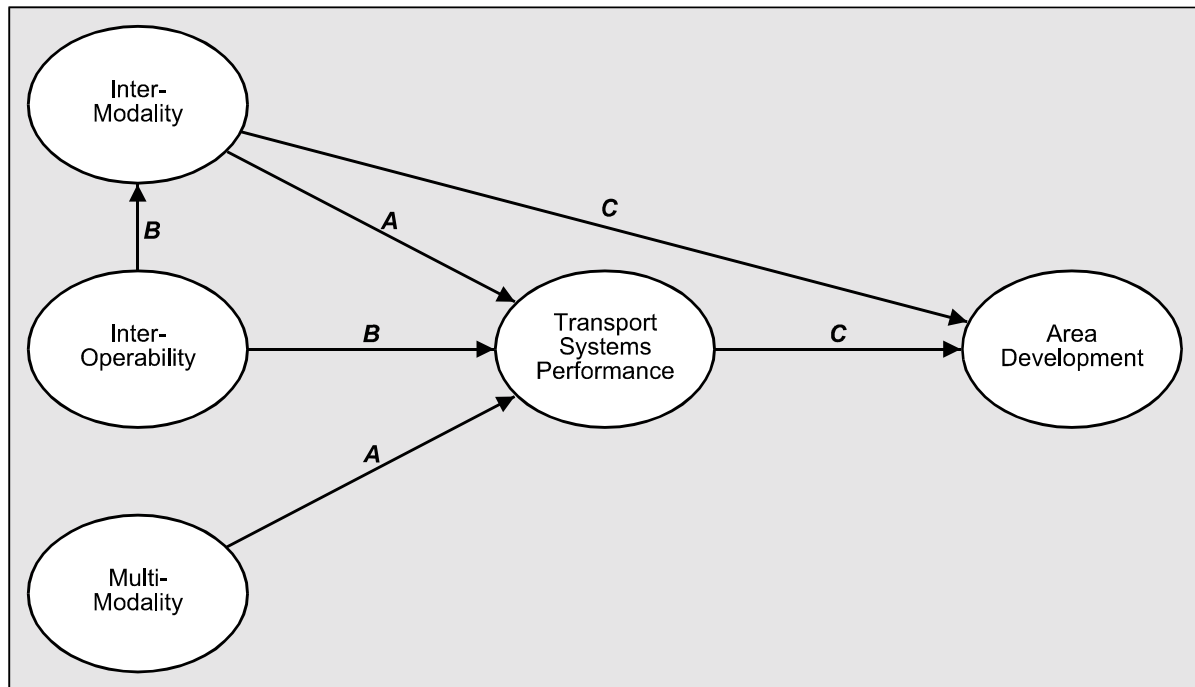 Inter-
Modality
C
A
B
Inter-
Operability
B
Transport
Systems
Performance
C
Area
Development
A
Multi-
Modality